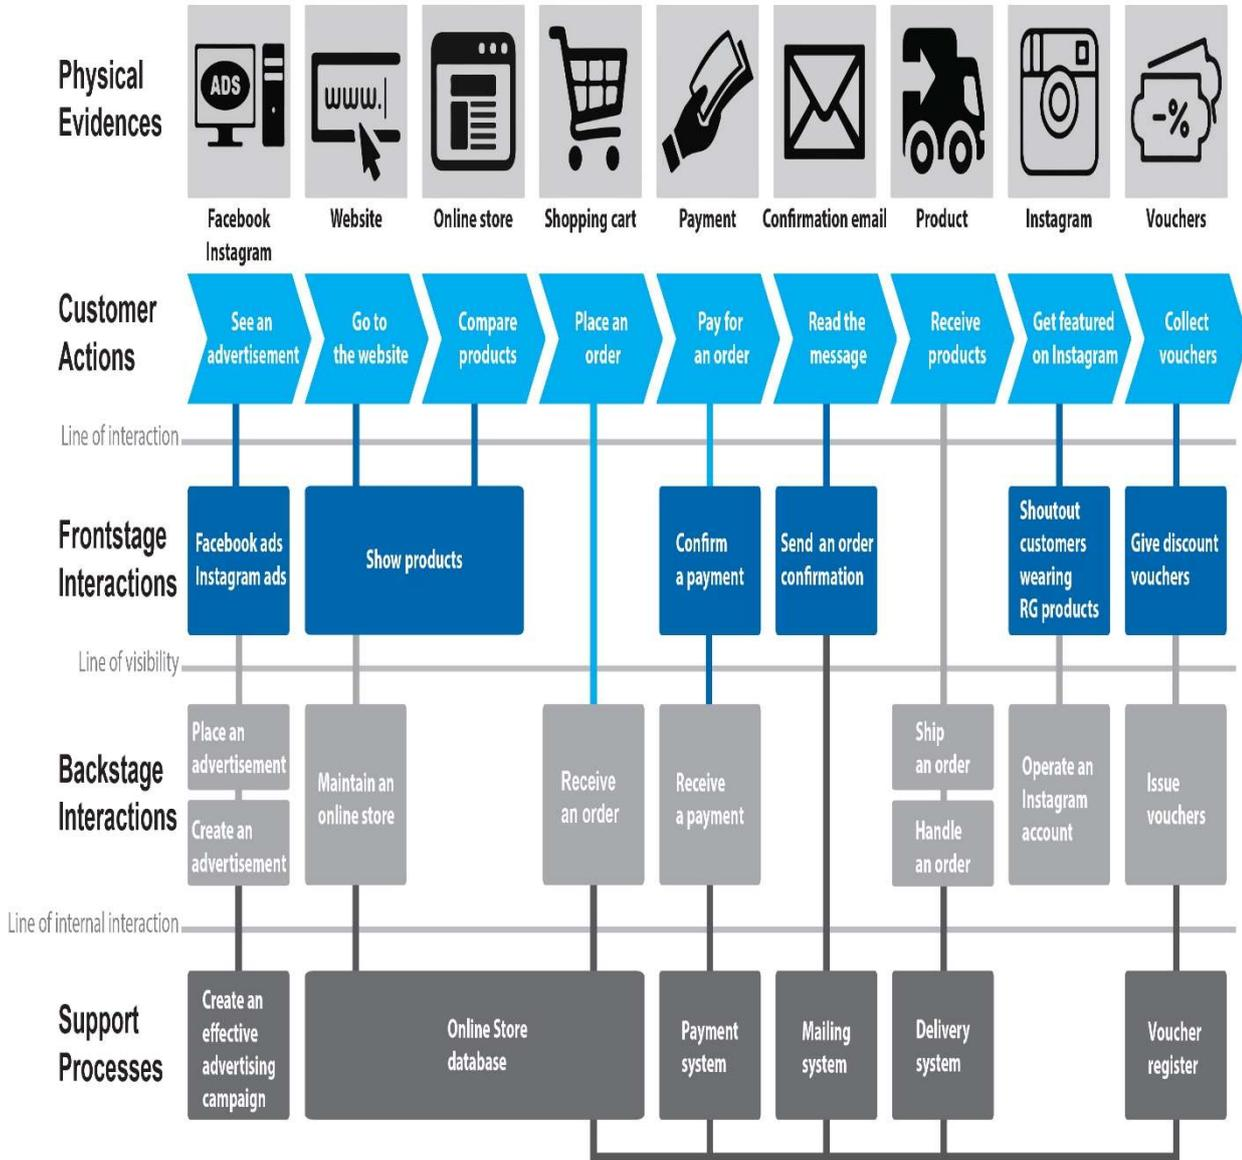 Physical
Evidences
ADS
www.
-%
Facebook
Instagram
Website
Online store
Shopping cart
Payment
Confirmation email
Product
Instagram
Vouchers
Customer
Actions
See an
advertisement
Go to
the website
Compare
products
Place an
order
Pay for
an order
Read the
message
Receive
products
Get featured
on Instagram
Collect
vouchers
Line of interaction
Frontstage
Interactions
Facebook ads
Instagram ads
Show products
Confirm
a payment
Send an order
confirmation
Shoutout
customers
wearing
RG products
Give discount
vouchers
Line of visibility
Backstage
Interactions
Place an
advertisement
Create an
advertisement
Maintain an
online store
Receive
an order
Receive
a payment
Ship
an order
Handle
an order
Operate an
Instagram
account
Issue
vouchers
Line of internal interaction
Support
Processes
Create an
effective
advertising
campaign
Online Store
database
Payment
system
Mailing
system
Delivery
system
Voucher
register